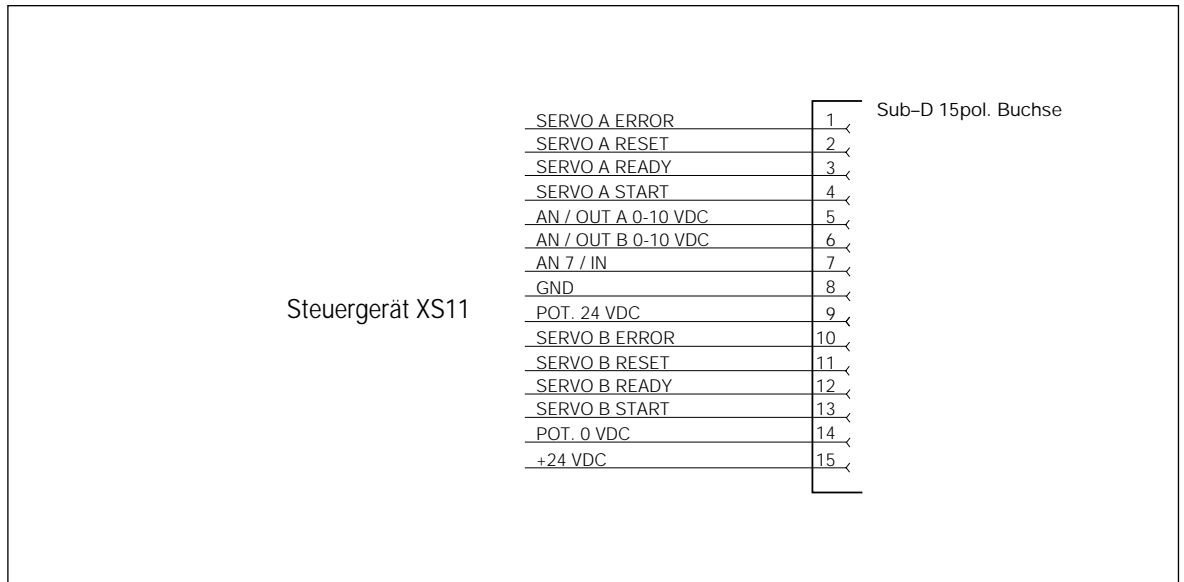 Sub–D 15pol. Buchse
SERVO A ERROR 1
SERVO A RESET 2
SERVO A READY 3
SERVO A START 4
AN / OUT A 0-10 VDC 5
AN / OUT B 0-10 VDC 6
AN 7 / IN 7
GND 8
Steuergerät XS11
POT. 24 VDC 9
SERVO B ERROR 10
SERVO B RESET 11
SERVO B READY 12
SERVO B START 13
POT. 0 VDC 14
+24 VDC 15